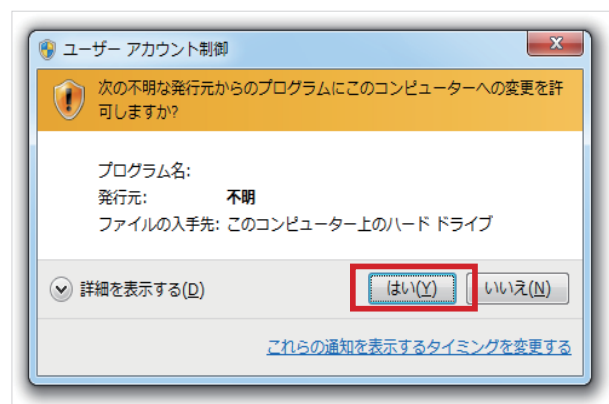 ユーザー アカウント制御
次の不明な発行元からのプログラムにこのコンピューターへの変更を許
可しますか?
プログラム名:
発行元: 不明
ファイルの入手先: このコンピューター上のハード ドライブ
詳細を表示する(D) はい(Y) いいえ(N)
これらの通知を表示するタイミングを変更する